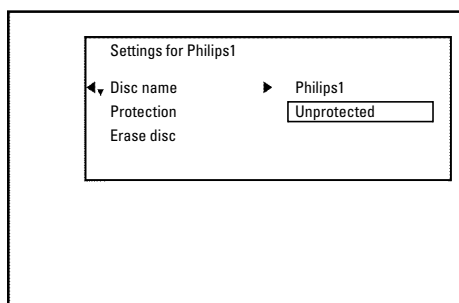 Settings for Philips1
Disc name Philips1
Protection Unprotected
Erase disc